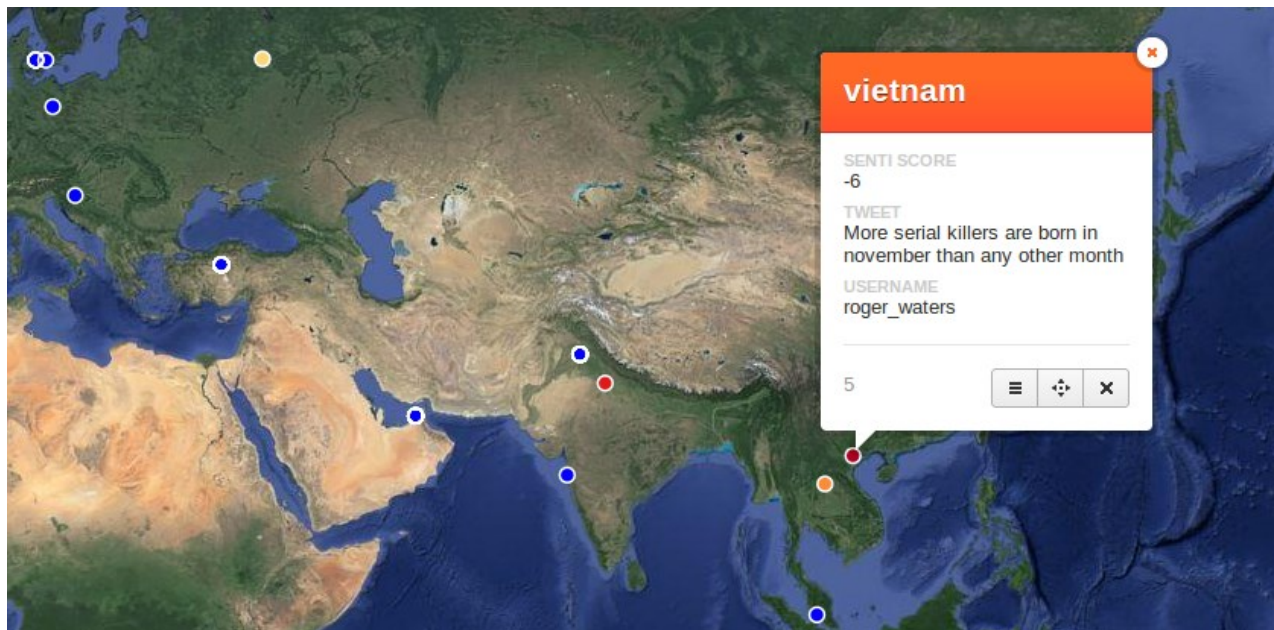 vietnam
SENTI SCORE
-6
TWEET
More serial killers are born in
november than any other month
USERNAME
roger_waters
5